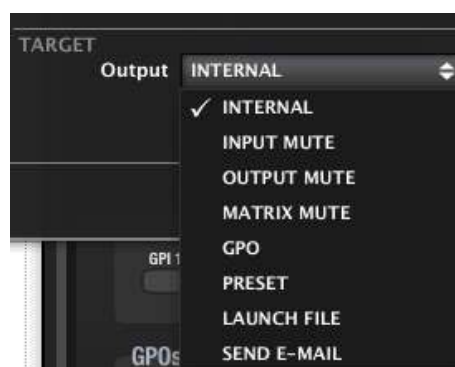 TARGET
Output INTERNAL
✓ INTERNAL
INPUT MUTE
OUTPUT MUTE
MATRIX MUTE
GPO
GPI 1
PRESET
LAUNCH FILE
SEND E-MAIL
GPOs